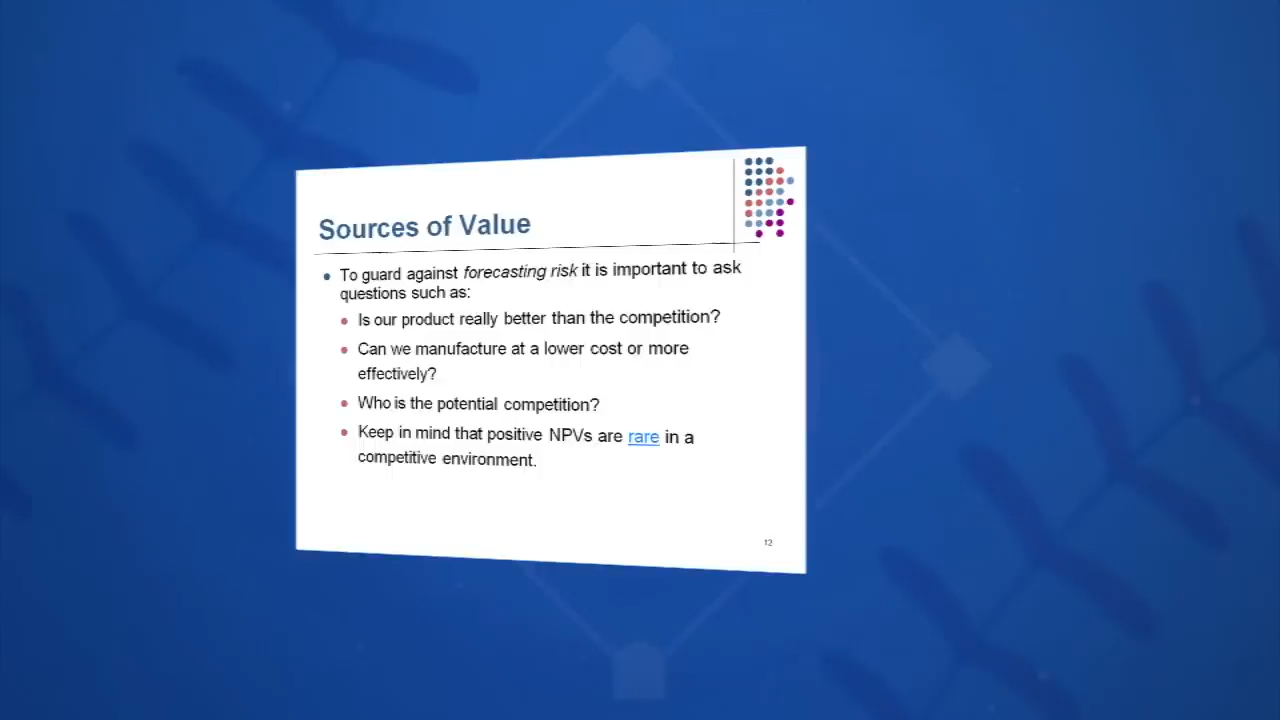 Sources of Value
To guard against forecasting risk it is important to ask
questions such as:
Is our product really better than the competition?
Can we manufacture at a lower cost or more
effectively?
Who is the potential competition?
Keep in mind that positive NPVs are rare in a
competitive environment.
12